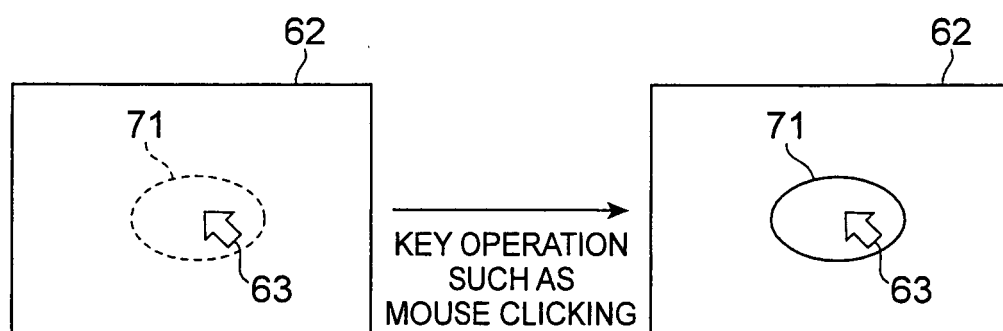 62
62
71
71
63
KEY OPERATION
SUCH AS
MOUSE CLICKING
63